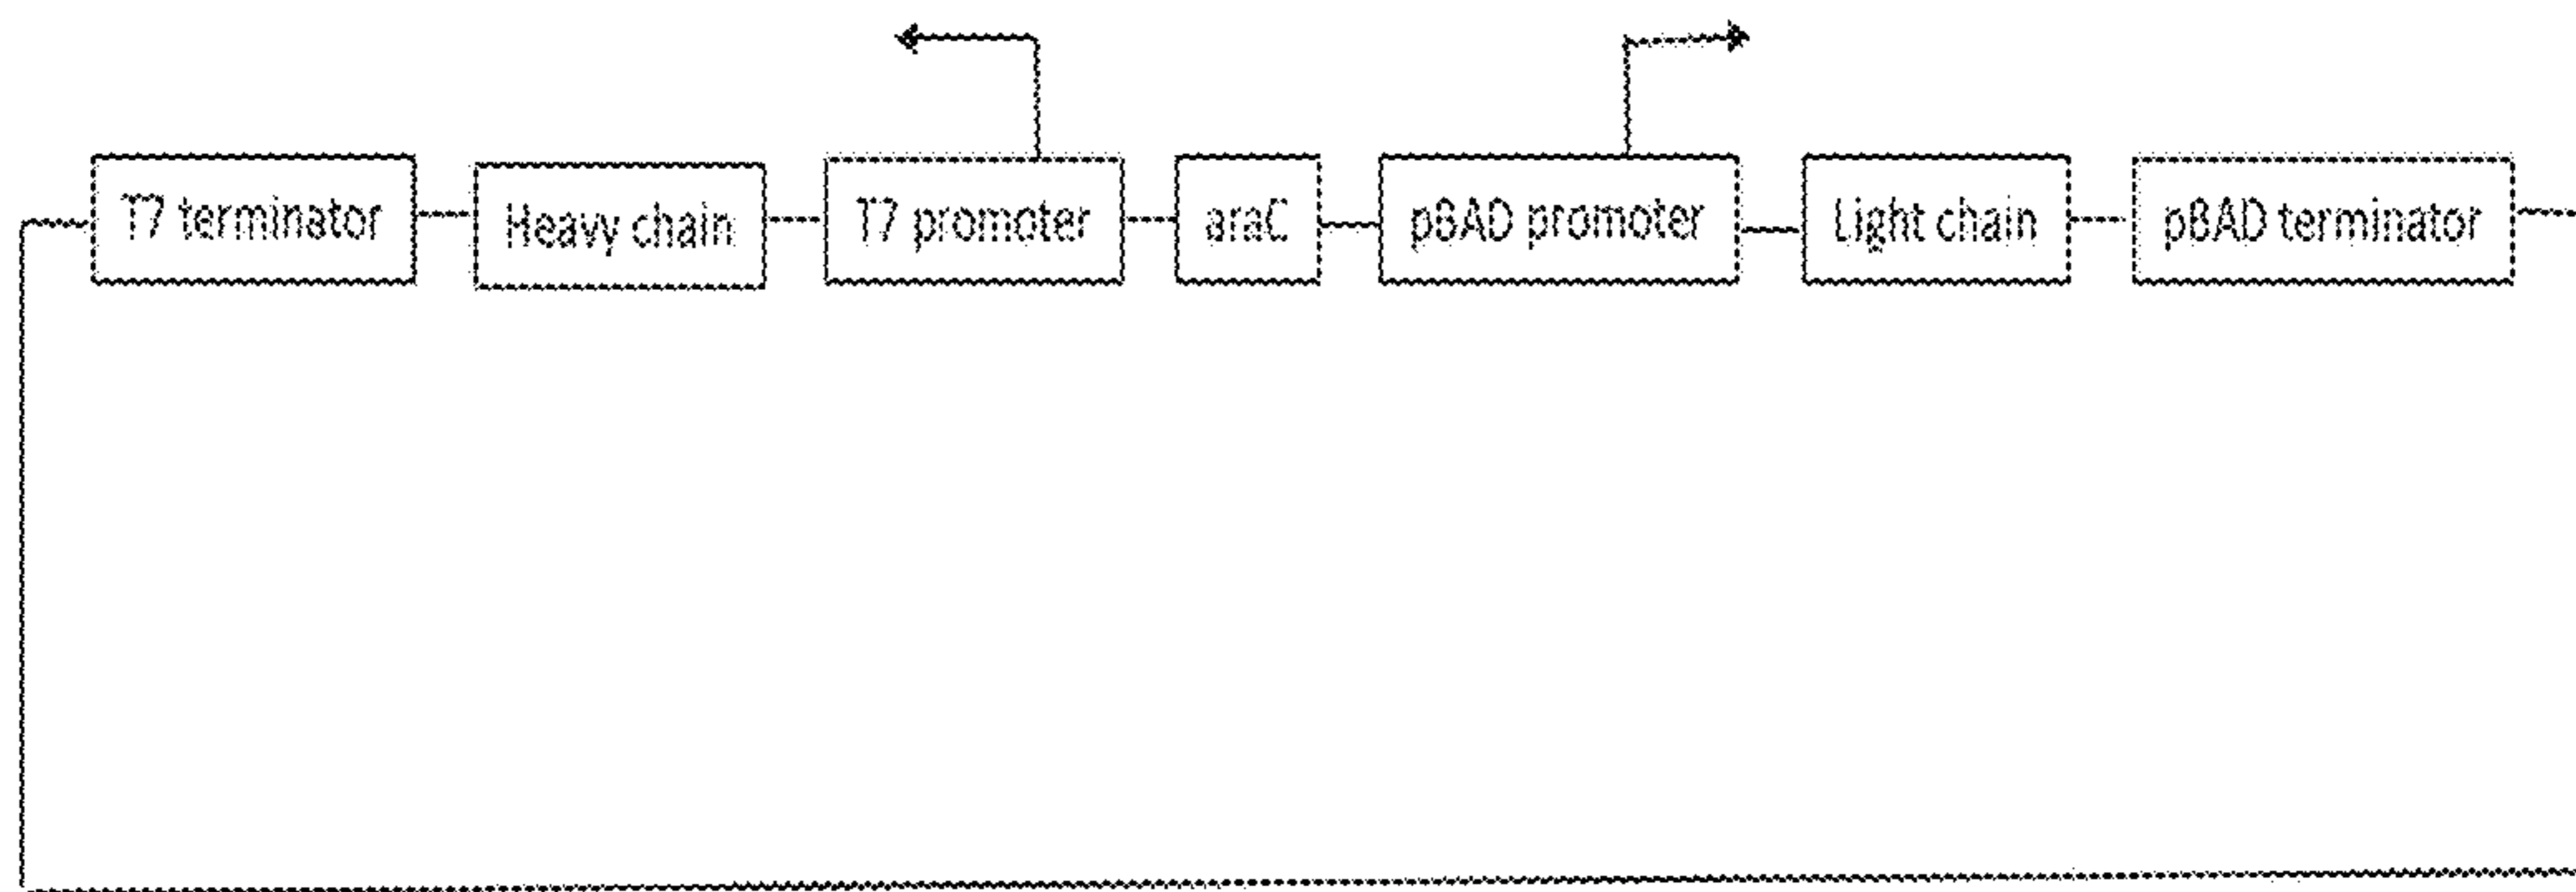 T7 terminator
Heavy chain
T7 promoter
araC
pBAD promoter
Light chain
pBAD terminator